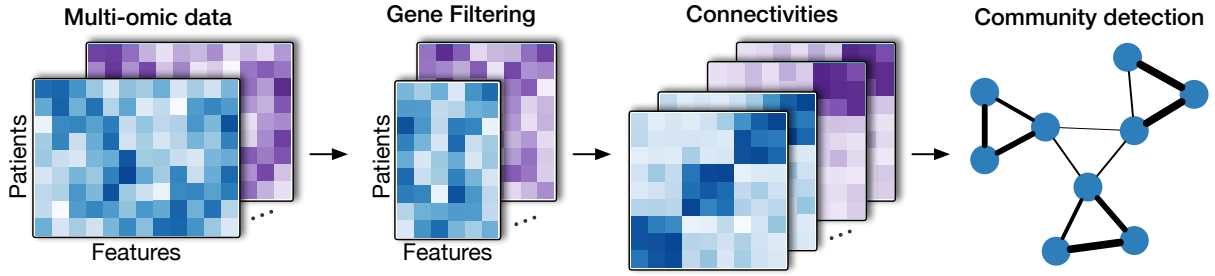 Multi-omic data
Gene Filtering
Connectivities
Community detection
Patients
Features
Patients
Features